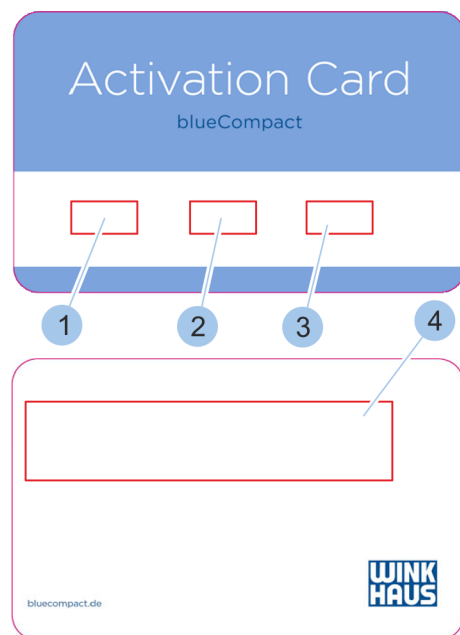 Activation Card
blueCompact
1
2
3
4
bluecompact.de
WINK
HAUS